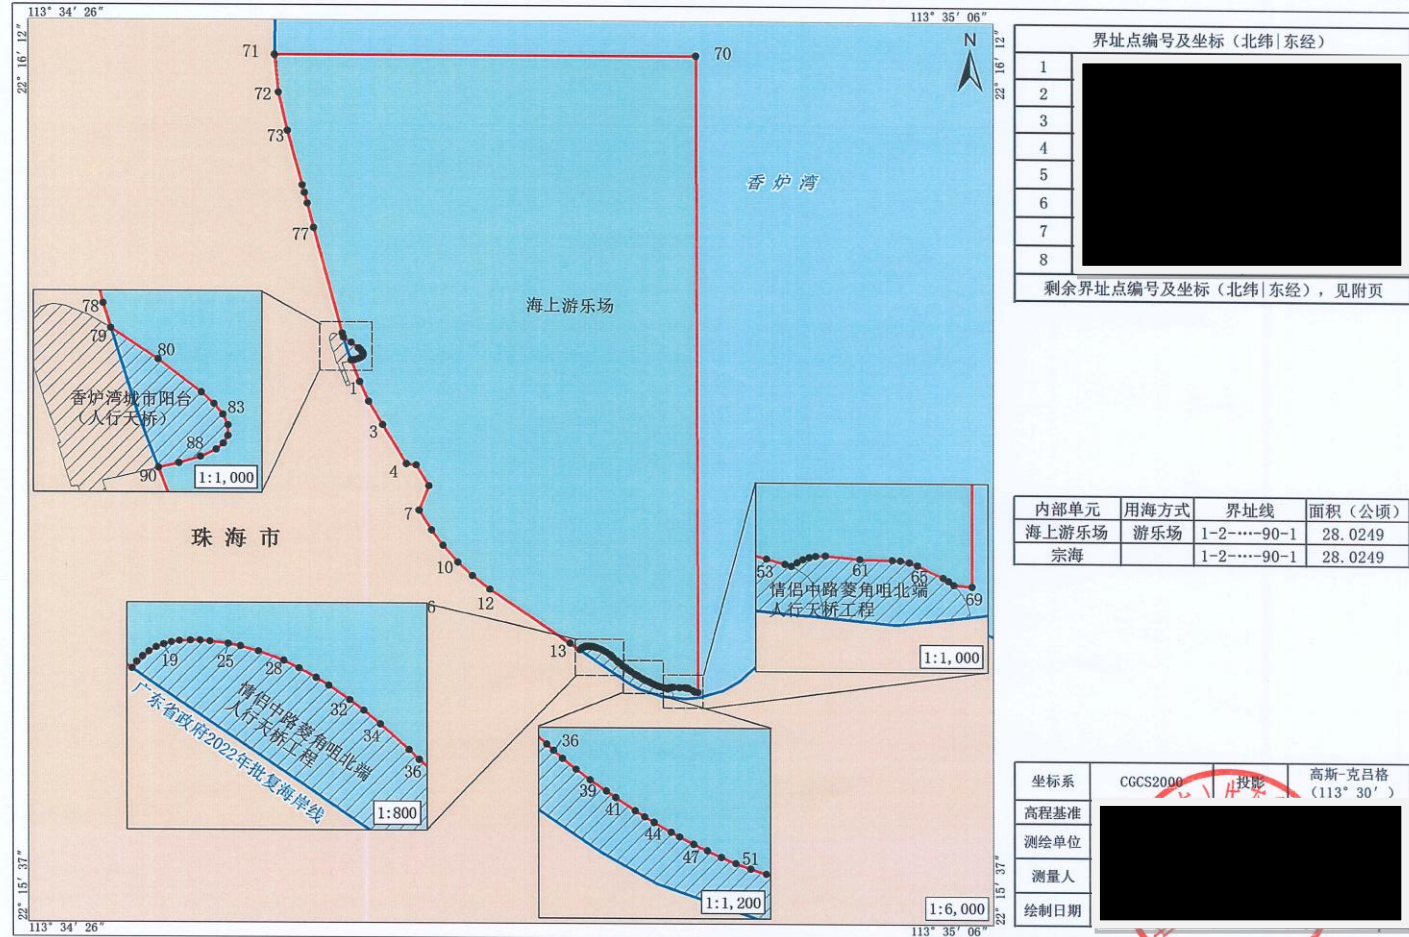 113° 34′ 26″
113° 35′ 06″
22° 16′ 12″
22° 16′ 12″
N
71
70
72
73
77
香炉湾
海上游乐场
78
79
80
83
88
90
香炉湾城市阳台
（人行天桥）
1:1,000
1
3
4
7
10
12
13
珠海市
6
53
61
65
69
情侣中路菱角咀北端
人行天桥工程
1:1,000
19
25
28
32
34
36
情侣中路菱角咀北端
人行天桥工程
广东省政府2022年批复海岸线
1:800
36
39
41
44
47
51
1:1,200
1:6,000
22° 15′ 37″
22° 15′ 37″
113° 34′ 26″
113° 35′ 06″
界址点编号及坐标（北纬|东经）
1
2
3
4
5
6
7
8
剩余界址点编号及坐标（北纬|东经），见附页
内部单元 用海方式 界址线 面积（公顷）
海上游乐场 游乐场 1-2-…-90-1 28.0249
宗海 1-2-…-90-1 28.0249
坐标系 CGCS2000 投影 高斯-克吕格
（113° 30′）
高程基准
测绘单位
测量人
绘制日期